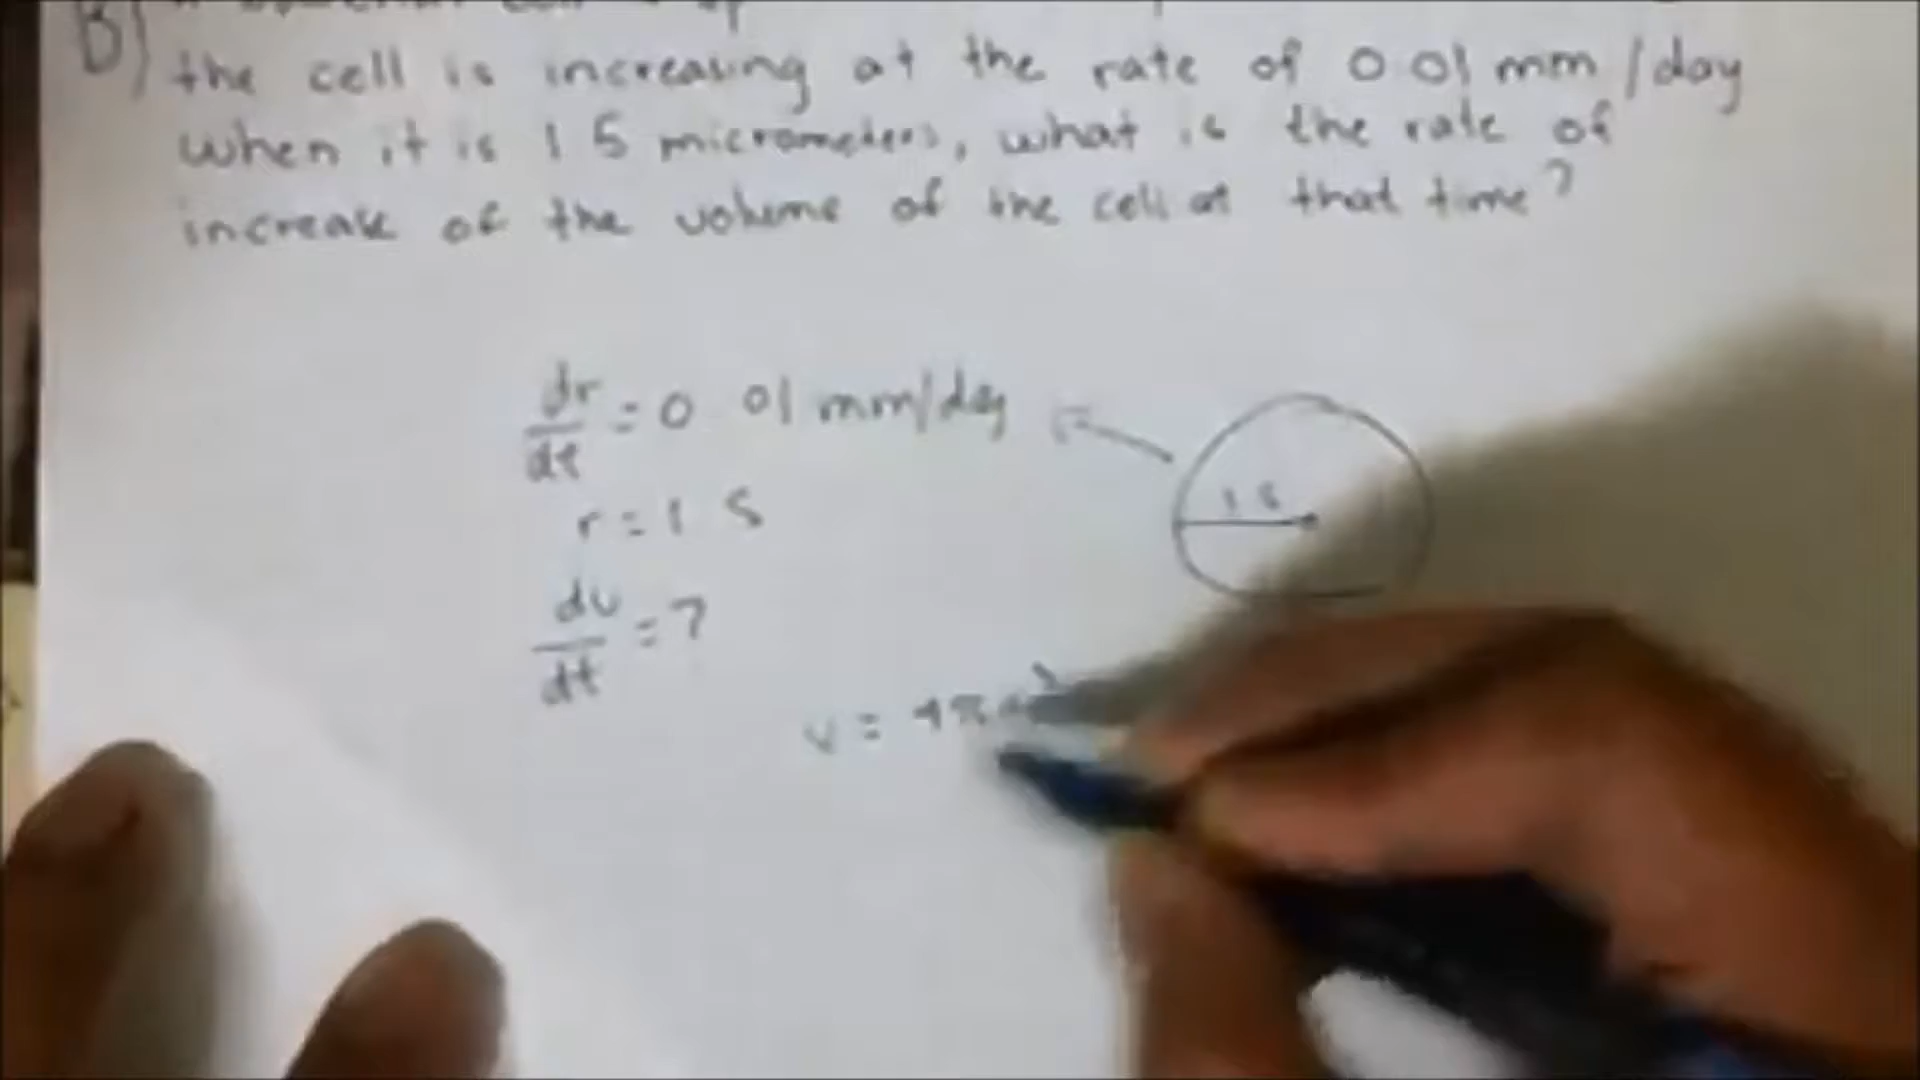 B)
the cell is increasing at the rate of 0.01 mm/day
when it is 1.5 micrometers, what is the rate of
increase of the volume of the cell at that time?
dr/dt = 0.01 mm/day
r = 1.5
1.5
dv/dt = ?
v = 4π